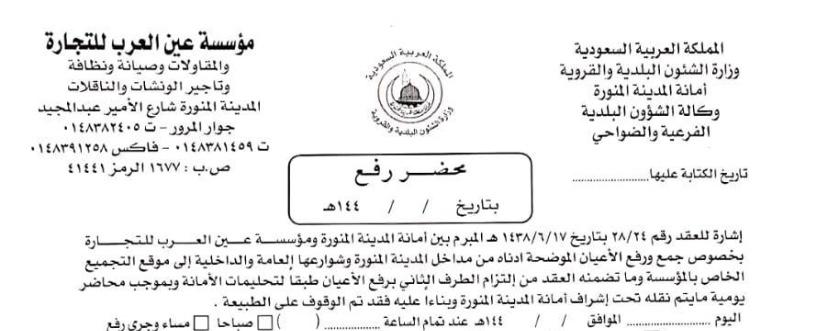 المملكة العربية السعودية
وزارة الشئون البلدية والقروية
أمانة المدينة المنورة
وكالة الشؤون البلدية
الفرعية والضواحي
تاريخ الكتابة عليها:
المملكة العربية السعودية
وزارة الشئون البلدية والقروية
مؤسسة عين العرب للتجارة
والمقاولات وصيانة ونظافة
وتاجير الونشات والناقلات
المدينة المنورة شارع الأمير عبدالمجيد
جوار المرور - ت ٠١٤٨٣٨٢٤٠٥
ت ٠١٤٨٣٨١٤٥٩ - فاكس ٠١٤٨٣٩١٢٥٨
ص.ب : ١٦٧٧ الرمز ٤١٤٤١
محضر رفع
بتاريخ / / ١٤٤هـ
إشارة للعقد رقم ٢٨/٢٤ بتاريخ ١٤٣٨/٦/١٧ هـ المبرم بين أمانة المدينة المنورة ومؤسسة عين العرب للتجارة
بخصوص جمع ورفع الأعيان الموضحة ادناه من مداخل المدينة المنورة وشوارعها العامة والداخلية إلى موقع التجميع
الخاص بالمؤسسة وما تضمنه العقد من إلتزام الطرف الثاني برفع الأعيان طبقا لتحليمات الأمانة وبموجب محاضر
يومية مايتم نقله تحت إشراف أمانة المدينة المنورة وبناءا عليه فقد تم الوقوف على الطبيعة .
اليوم الموافق / / ١٤٤هـ عند تمام الساعة ( ) صباحا مساء وجرى رفع